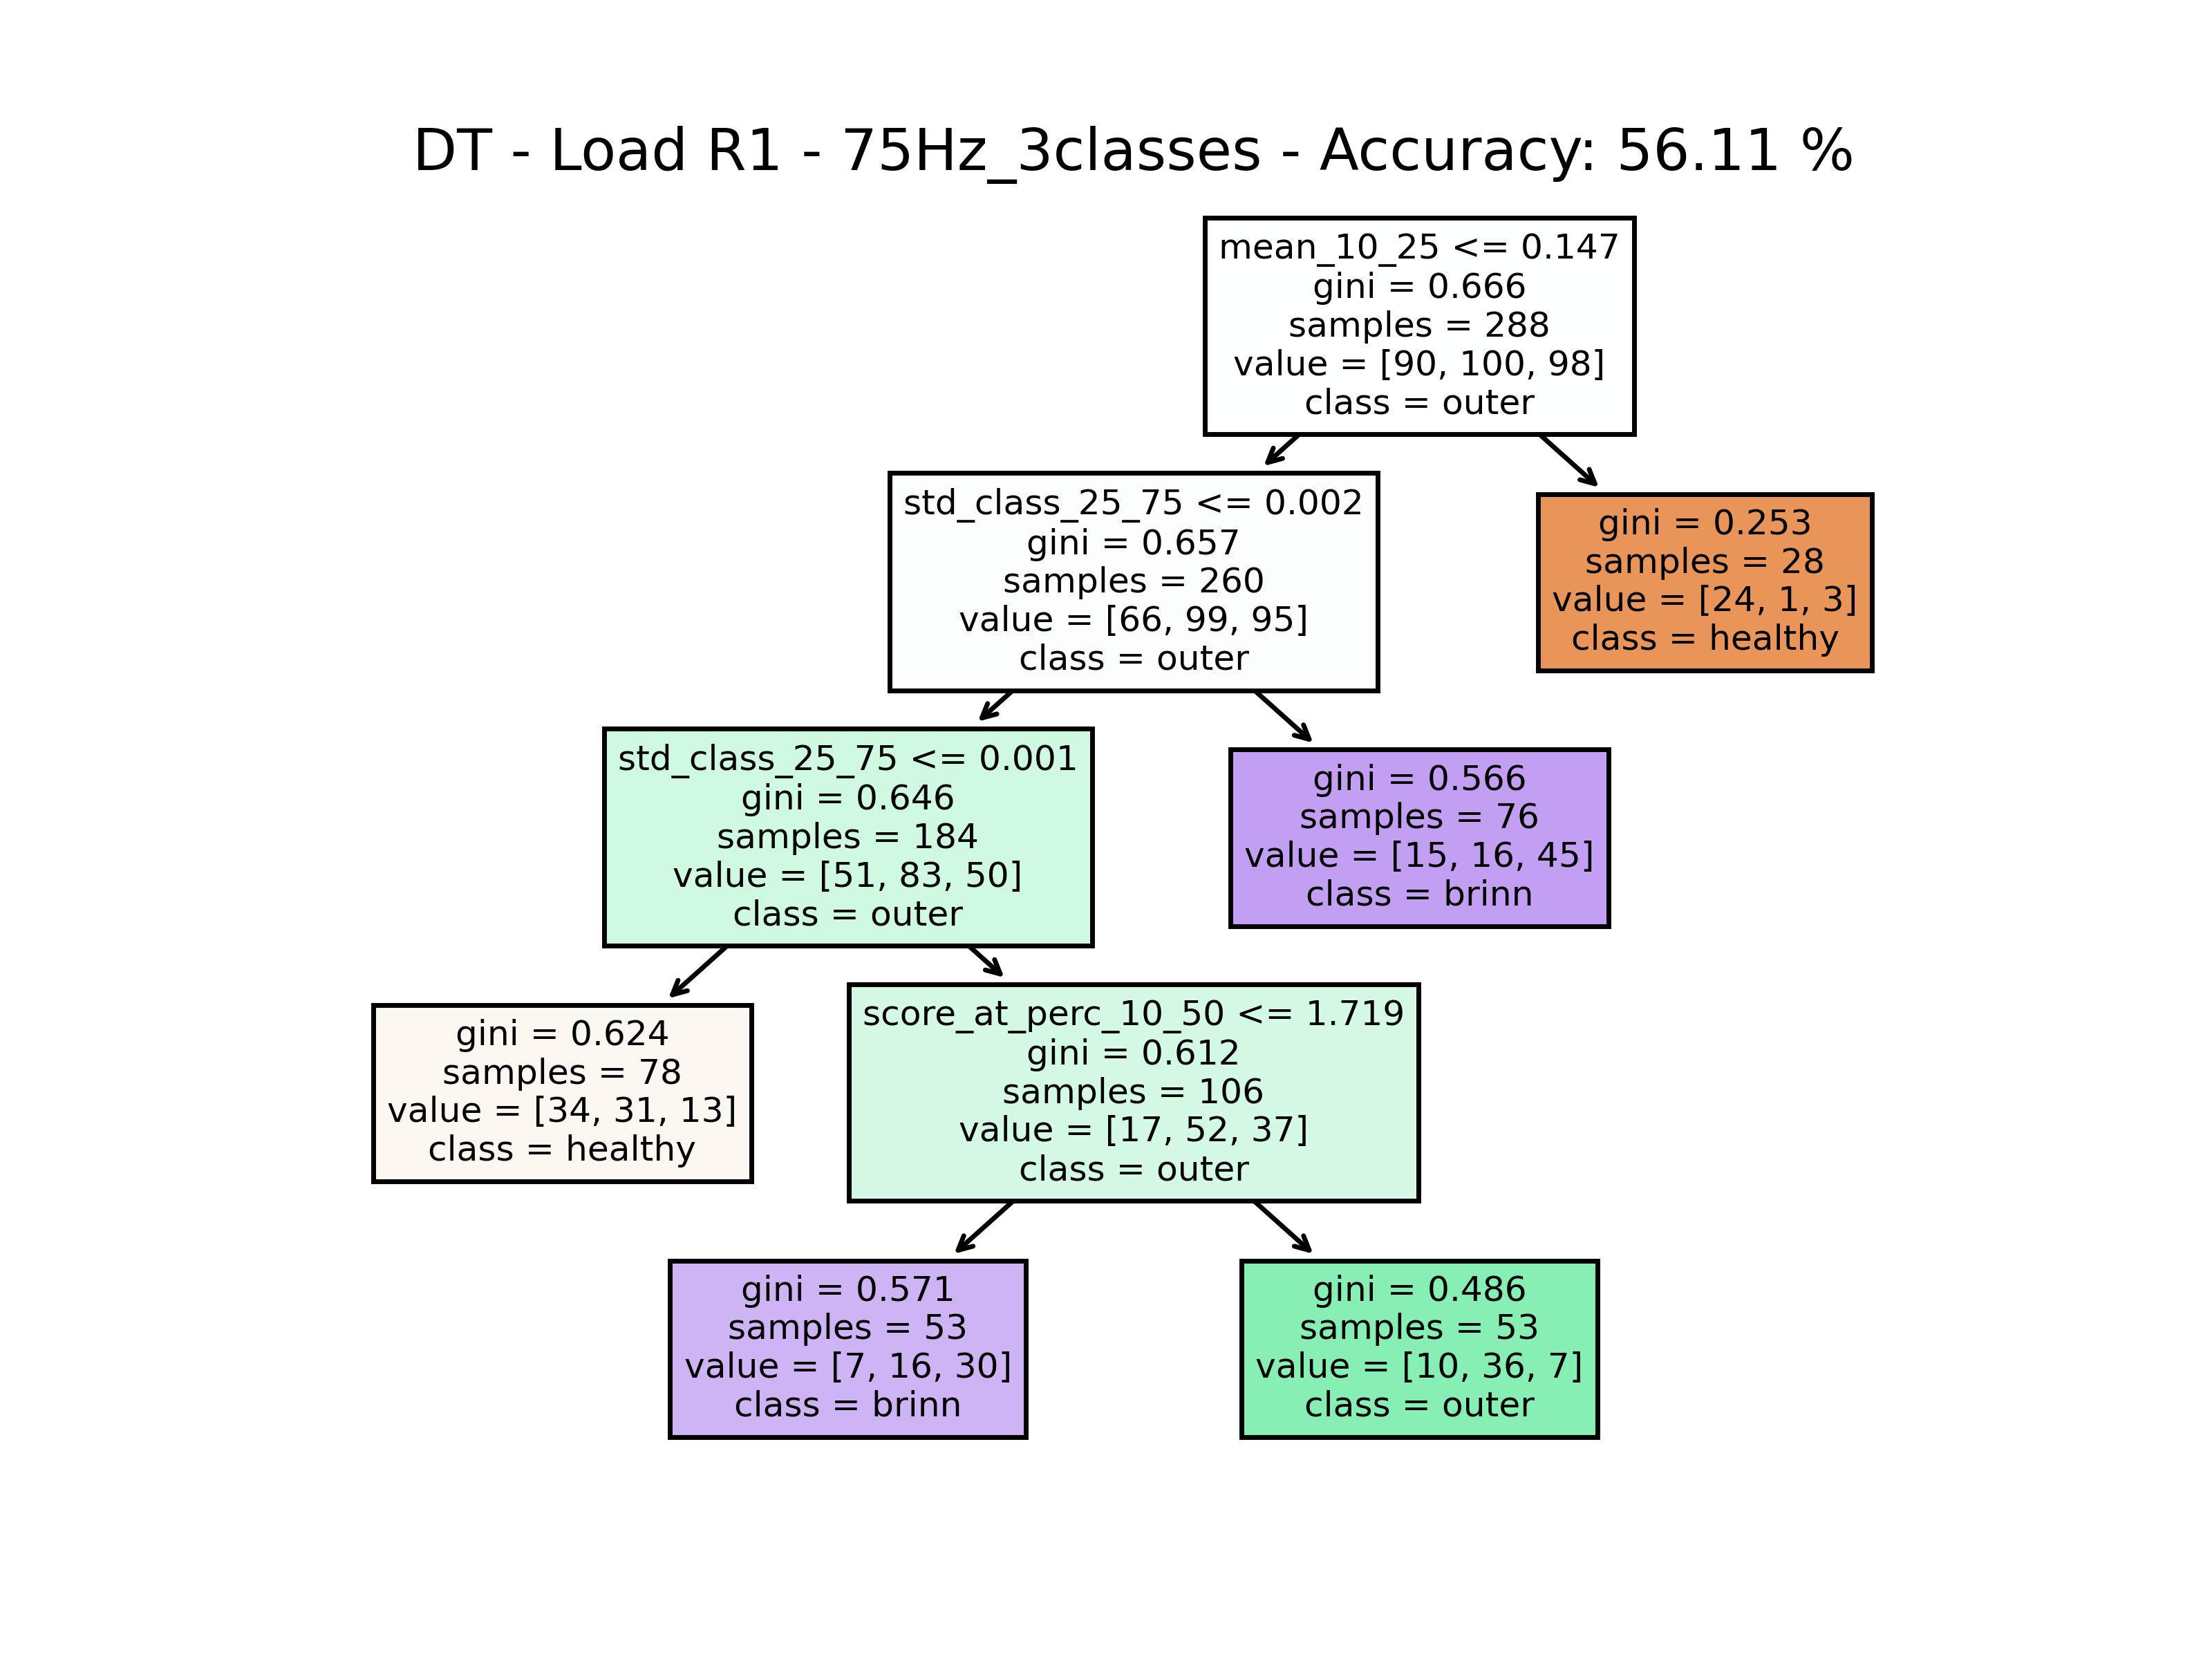 DT - Load R1 - 75Hz_3classes - Accuracy: 56.11 %
mean_10_25 <= 0.147
gini = 0.666
samples = 288
value = [90, 100, 98]
class = outer
std_class_25_75 <= 0.002
gini = 0.657
samples = 260
value = [66, 99, 95]
class = outer
gini = 0.253
samples = 28
value = [24, 1, 3]
class = healthy
std_class_25_75 <= 0.001
gini = 0.646
samples = 184
value = [51, 83, 50]
class = outer
gini = 0.566
samples = 76
value = [15, 16, 45]
class = brinn
gini = 0.624
samples = 78
value = [34, 31, 13]
class = healthy
score_at_perc_10_50 <= 1.719
gini = 0.612
samples = 106
value = [17, 52, 37]
class = outer
gini = 0.571
samples = 53
value = [7, 16, 30]
class = brinn
gini = 0.486
samples = 53
value = [10, 36, 7]
class = outer